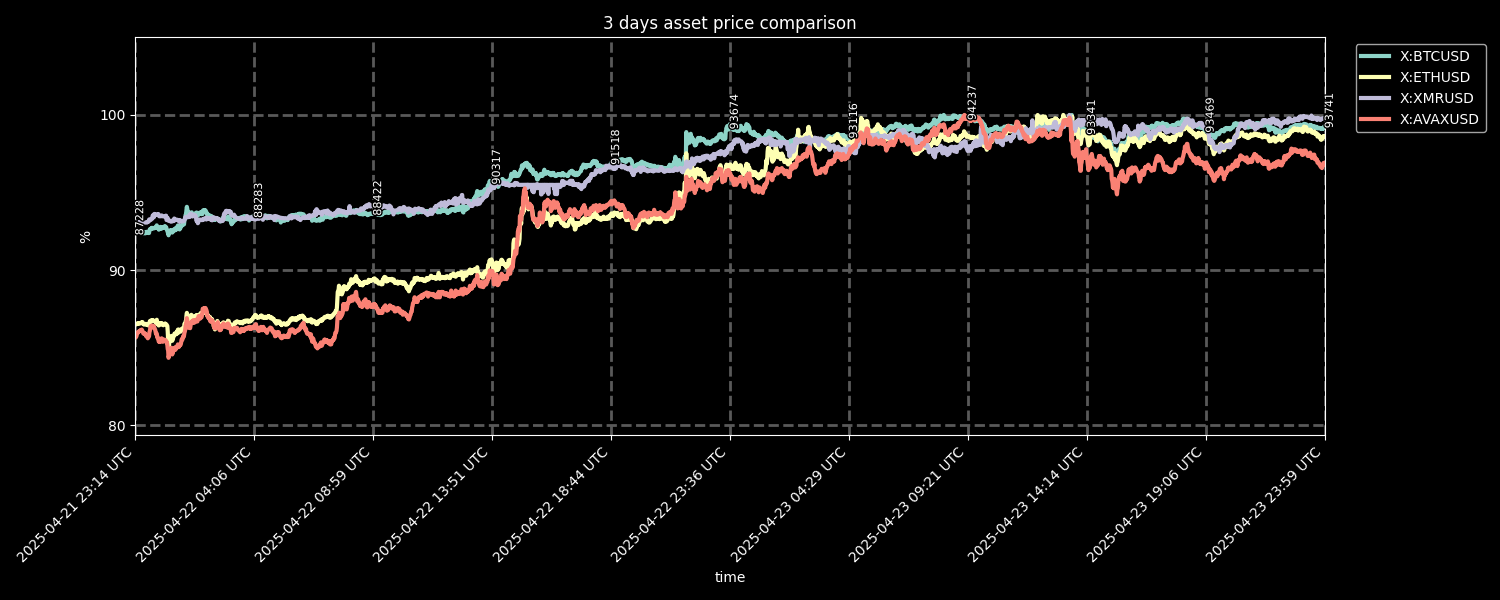 3 days asset price comparison
X:BTCUSD
X:ETHUSD
X:XMRUSD
X:AVAXUSD
%
100
90
80
87228
88283
88422
90317
91518
93674
93116
94237
93341
93469
93741
2025-04-21 23:14 UTC
2025-04-22 04:06 UTC
2025-04-22 08:59 UTC
2025-04-22 13:51 UTC
2025-04-22 18:44 UTC
2025-04-22 23:36 UTC
2025-04-23 04:29 UTC
2025-04-23 09:21 UTC
2025-04-23 14:14 UTC
2025-04-23 19:06 UTC
2025-04-23 23:59 UTC
time